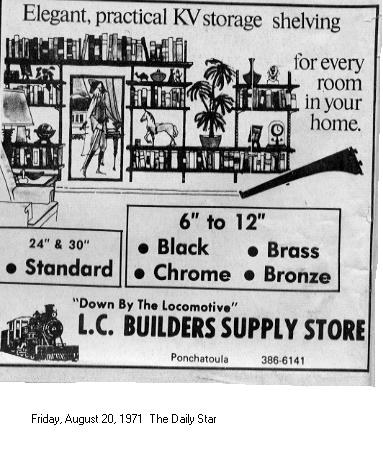 Elegant, practical KV storage shelving
for every
room
in your
home.
24" & 30"
• Standard
6" to 12"
• Black • Brass
• Chrome • Bronze
"Down By The Locomotive"
L.C. BUILDERS SUPPLY STORE
Ponchatoula 386-6141
Friday, August 20, 1971 The Daily Star